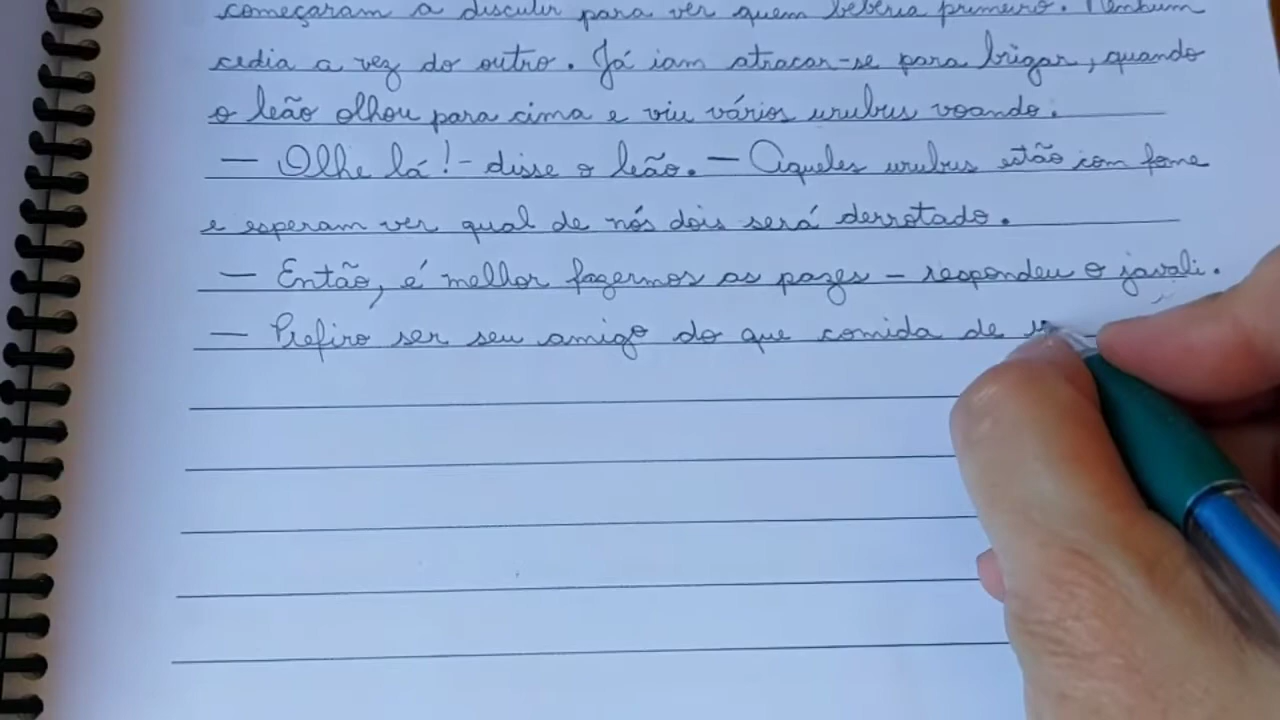 começaram a discutir para ver quem beberia primeiro. Nenhum
cedia a vez do outro. Já iam atracar-se para brigar, quando
o leão olhou para cima e viu vários urubus voando.
— Olhe lá! - disse o leão. — Aqueles urubus estão com fome
e esperam ver qual de nós dois será derrotado.
— Então, é melhor fazermos as pazes - respondeu o javali.
— Prefiro ser seu amigo do que comida de